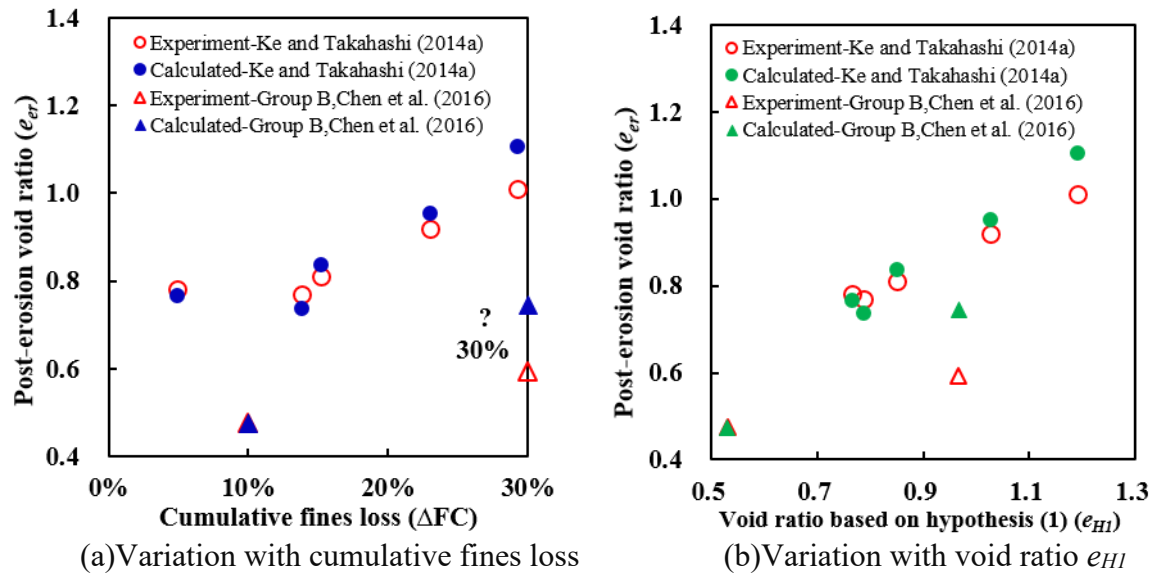 1.4
1.2
1.0
0.8
0.6
0.4
Post-erosion void ratio (e_er)
Experiment-Ke and Takahashi (2014a)
Calculated-Ke and Takahashi (2014a)
Experiment-Group B,Chen et al. (2016)
Calculated-Group B,Chen et al. (2016)
?
30%
0%
10%
20%
30%
Cumulative fines loss (ΔFC)
(a)Variation with cumulative fines loss
1.4
1.2
1.0
0.8
0.6
0.4
Post-erosion void ratio (e_er)
Experiment-Ke and Takahashi (2014a)
Calculated-Ke and Takahashi (2014a)
Experiment-Group B,Chen et al. (2016)
Calculated-Group B,Chen et al. (2016)
0.5
0.7
0.9
1.1
1.3
Void ratio based on hypothesis (1) (e_H1)
(b)Variation with void ratio e_H1